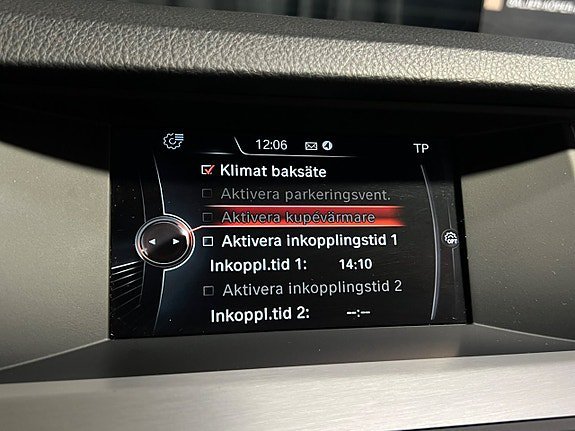 12:06
TP
Klimat baksäte
Aktivera parkeringsvent.
Aktivera kupévärmare
Aktivera inkopplingstid 1
Inkoppl.tid 1: 14:10
Aktivera inkopplingstid 2
Inkoppl.tid 2: --:--